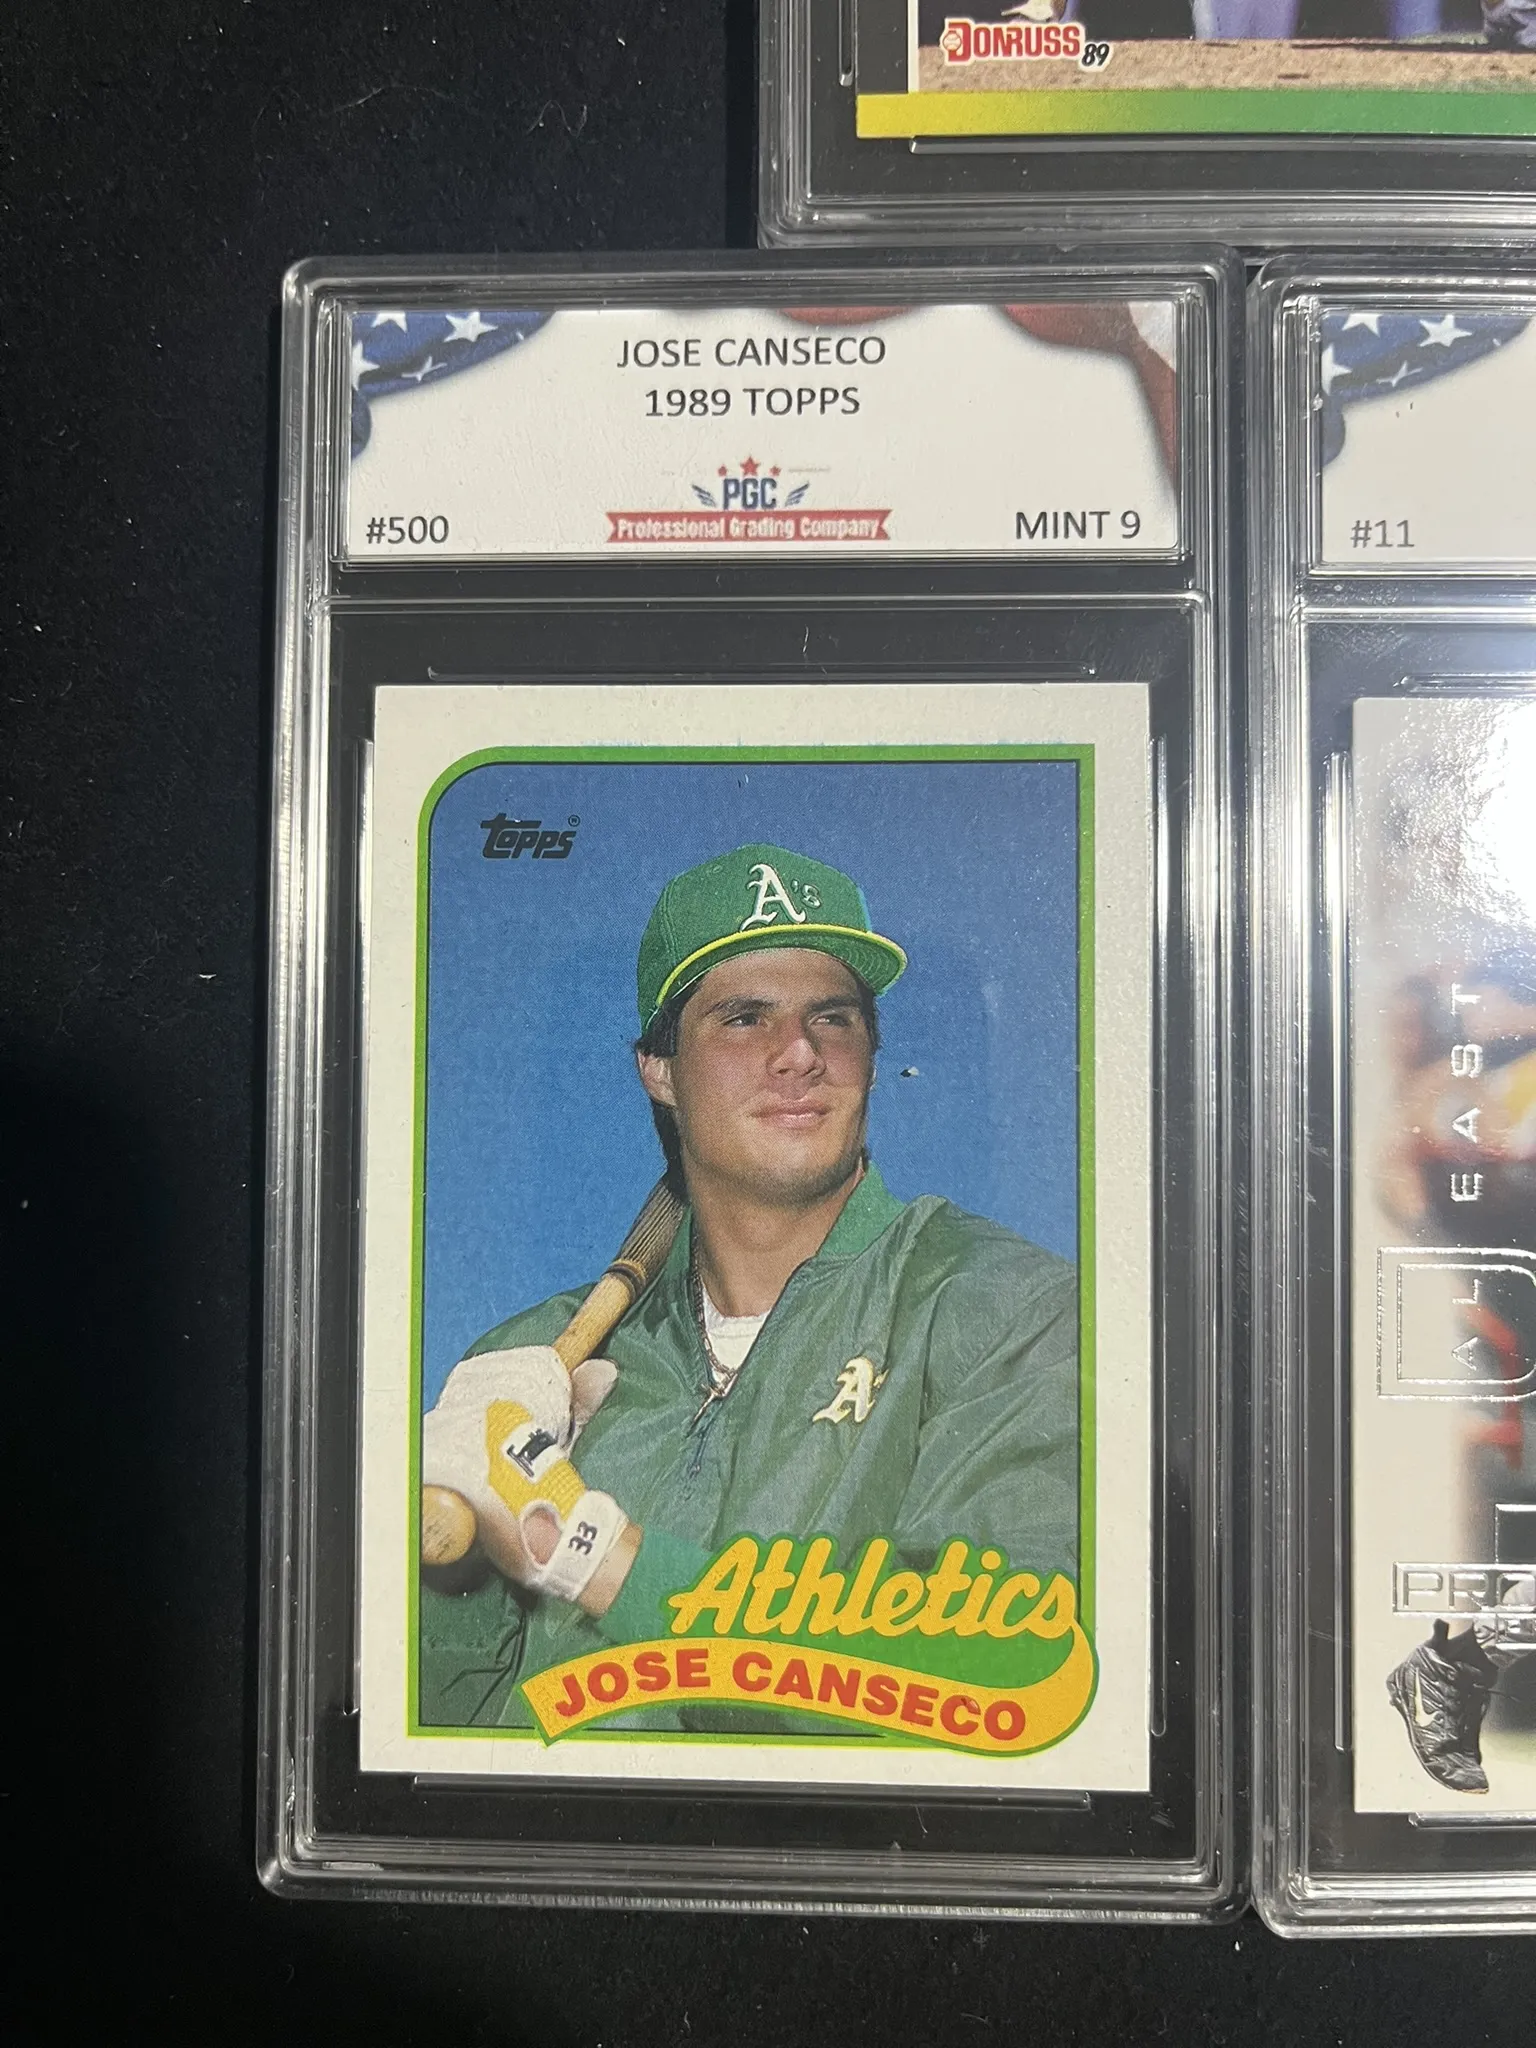 DONRUSS 89
JOSE CANSECO
1989 TOPPS
PGC
Professional Grading Company
#500
MINT 9
#11
TOPPS
A's
A's
33
Athletics
JOSE CANSECO
AL EAST
PRO